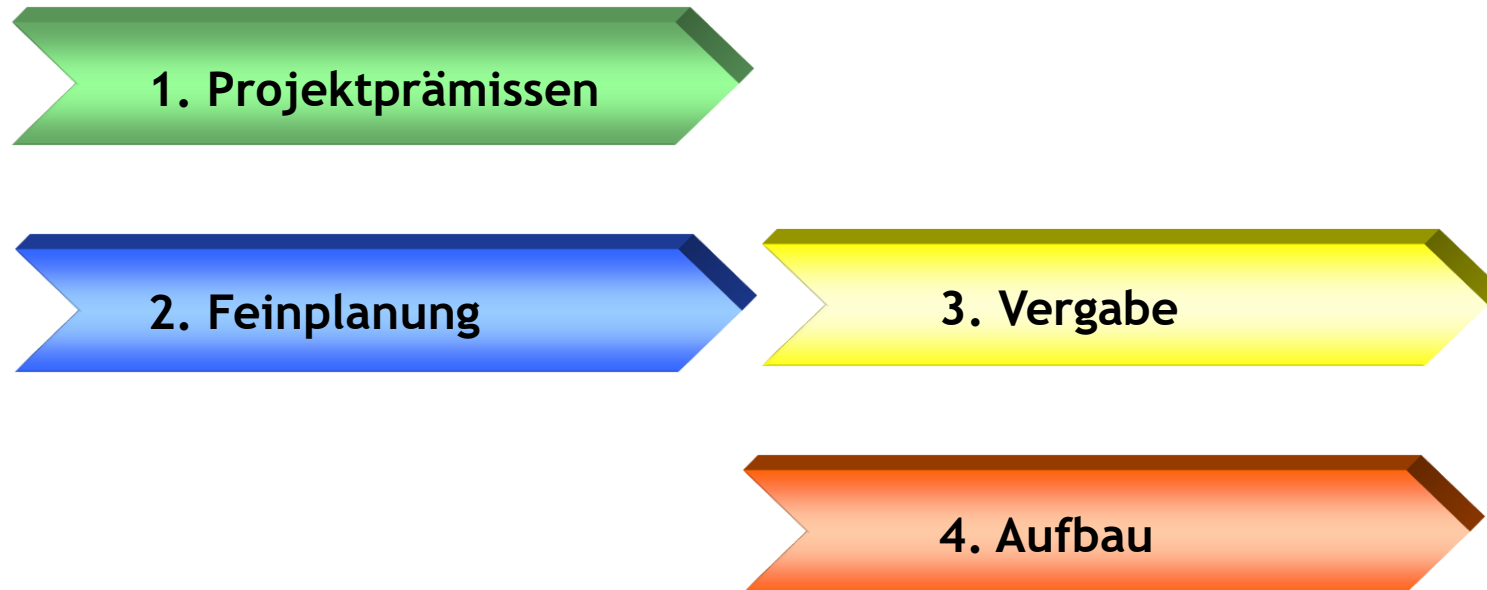 1. Projektprämissen
2. Feinplanung
3. Vergabe
4. Aufbau